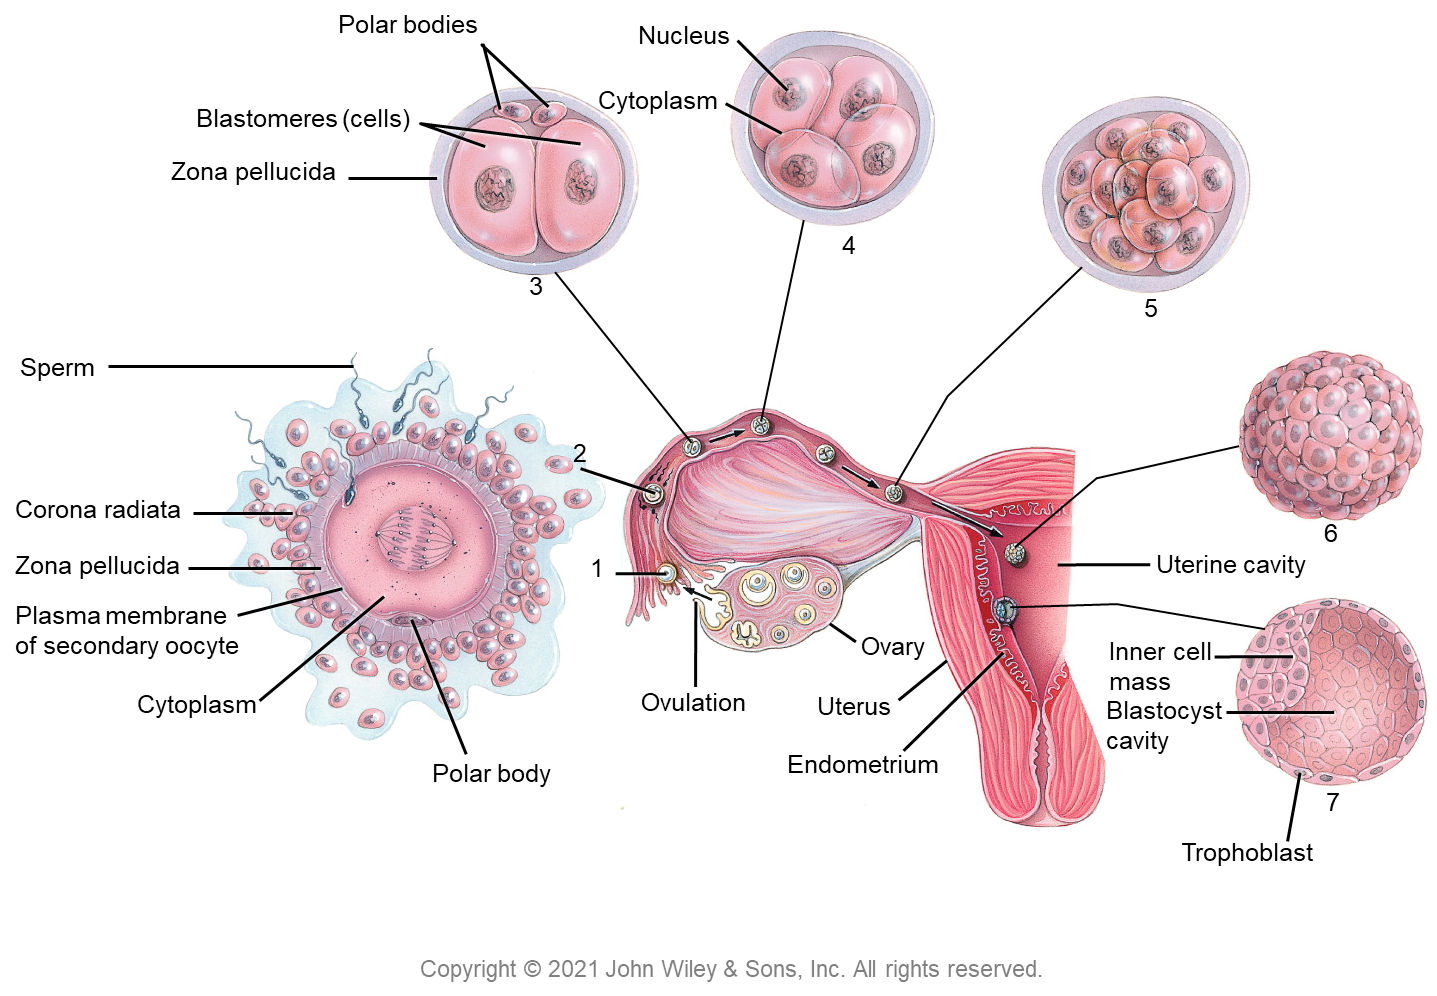 Polar bodies
Nucleus
Cytoplasm
Blastomeres (cells)
Zona pellucida
3
4
5
Sperm
2
Corona radiata
Zona pellucida
Plasma membrane
of secondary oocyte
Cytoplasm
Polar body
1
Ovulation
Ovary
Uterus
Endometrium
6
Uterine cavity
Inner cell
mass
Blastocyst
cavity
7
Trophoblast
Copyright © 2021 John Wiley & Sons, Inc. All rights reserved.